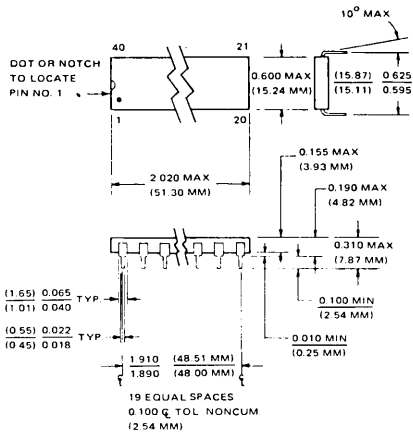 10° MAX
40 21
DOT OR NOTCH
TO LOCATE
PIN NO. 1
0.600 MAX
(15.24 MM)
(15.87) 0.625
(15.11) 0.595
1 20
2.020 MAX
(51.30 MM)
0.155 MAX
(3.93 MM)
0.190 MAX
(4.82 MM)
0.310 MAX
(7.87 MM)
(1.65) 0.065 TYP
(1.01) 0.040
0.100 MIN
(2.54 MM)
(0.55) 0.022 TYP.
(0.45) 0.018
0.010 MIN
(0.25 MM)
1.910 (48.51 MM)
1.890 (48.00 MM)
℄ ℄
19 EQUAL SPACES
0.100 ℄ TOL NONCUM
(2.54 MM)